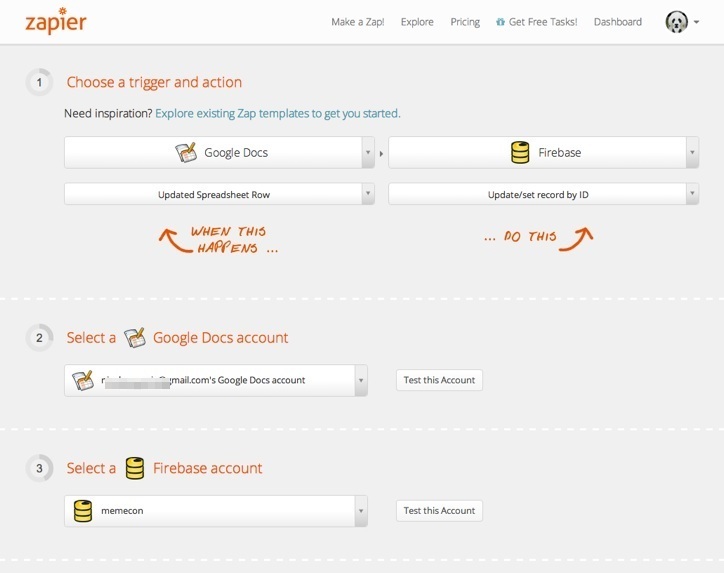 zapier
Make a Zap! Explore Pricing Get Free Tasks! Dashboard
1 Choose a trigger and action
Need inspiration? Explore existing Zap templates to get you started.
Google Docs Firebase
Updated Spreadsheet Row Update/set record by ID
WHEN THIS HAPPENS ...
... DO THIS
2 Select a Google Docs account
@gmail.com's Google Docs account Test this Account
3 Select a Firebase account
memecon Test this Account